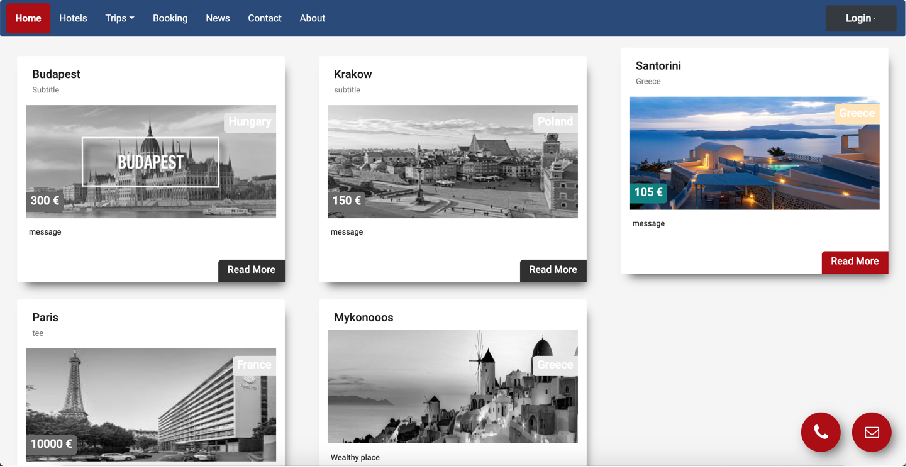 Home Hotels Trips Booking News Contact About Login
Budapest
Subtitle
Hungary
BUDAPEST
300 €
message
Read More
Krakow
subtitle
Poland
150 €
message
Read More
Santorini
Greece
Greece
105 €
message
Read More
Paris
tee
France
10000 €
Mykonooos
Greece
Wealthy place